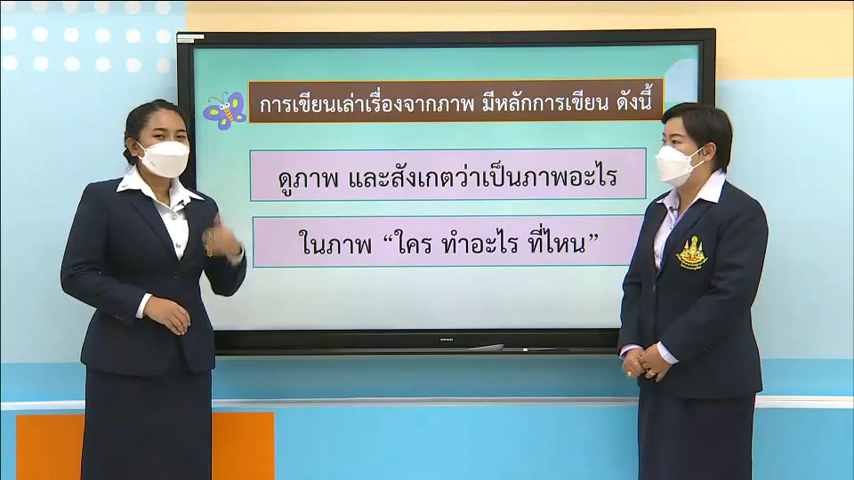 การเขียนเล่าเรื่องจากภาพ มีหลักการเขียน ดังนี้
ดูภาพ และสังเกตว่าเป็นภาพอะไร
ในภาพ “ใคร ทำอะไร ที่ไหน”
SAMSUNG